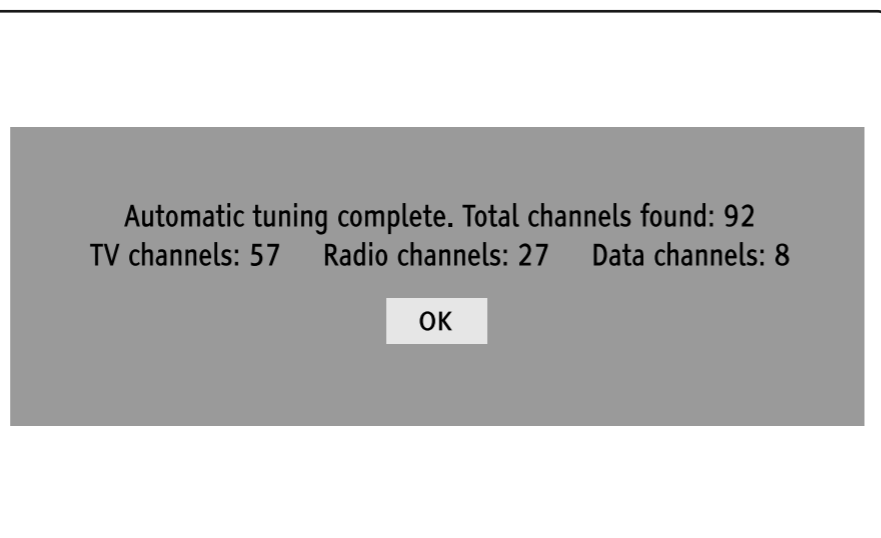 Automatic tuning complete. Total channels found: 92
TV channels: 57 Radio channels: 27 Data channels: 8
OK